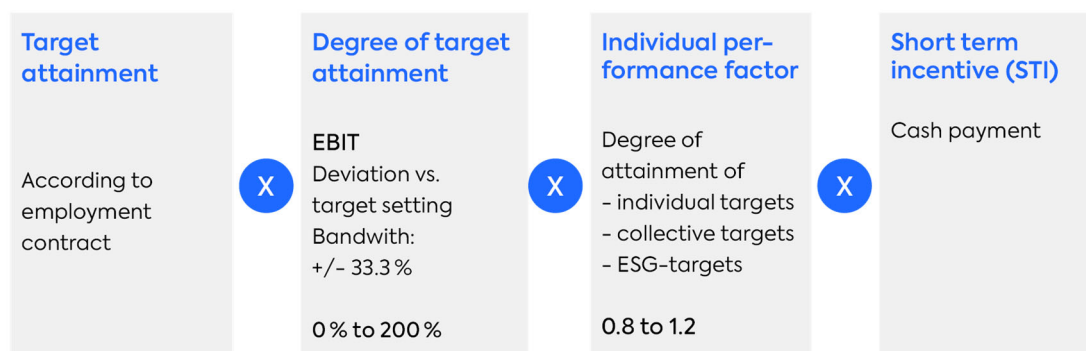 Target
attainment
According to
employment
contract
X
Degree of target
attainment
EBIT
Deviation vs.
target setting
Bandwith:
+/- 33.3 %
0 % to 200 %
X
Individual per-
formance factor
Degree of
attainment of
- individual targets
- collective targets
- ESG-targets
0.8 to 1.2
X
Short term
incentive (STI)
Cash payment